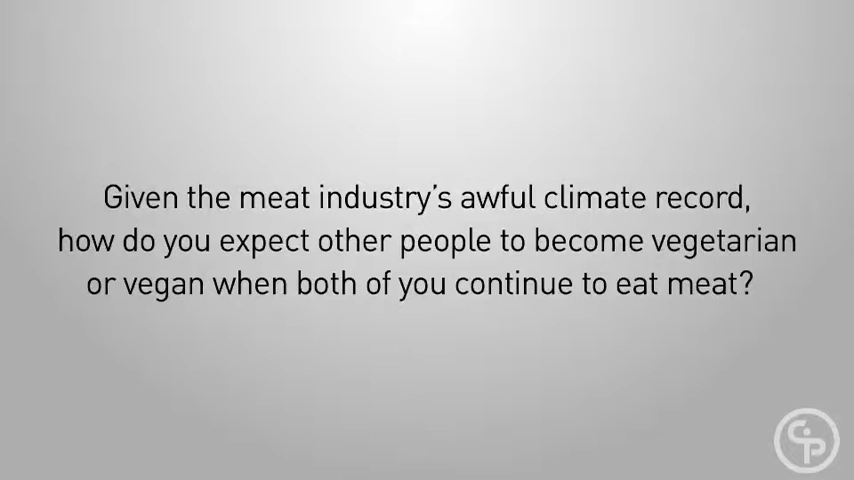 Given the meat industry's awful climate record,
how do you expect other people to become vegetarian
or vegan when both of you continue to eat meat?
CP